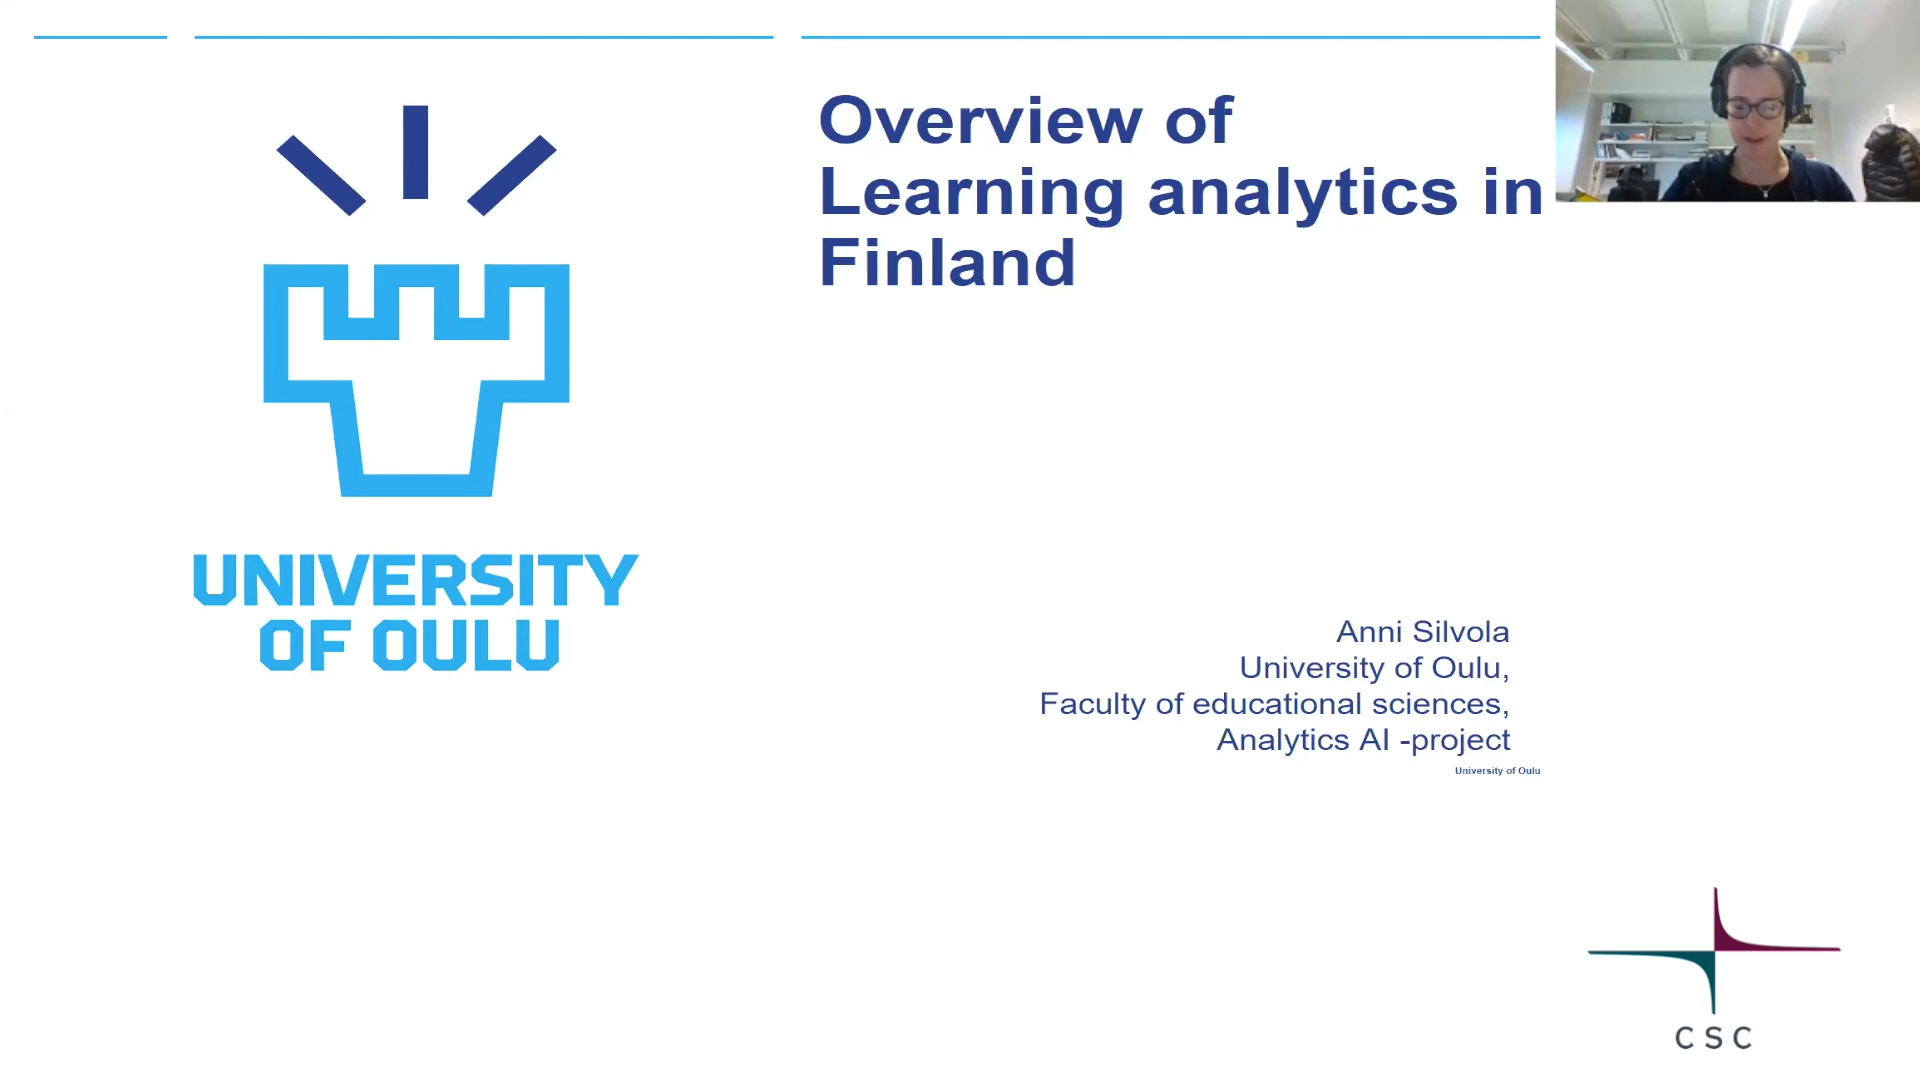 Overview of
Learning analytics in
Finland
UNIVERSITY
OF OULU
Anni Silvola
University of Oulu,
Faculty of educational sciences,
Analytics AI -project
University of Oulu
CSC